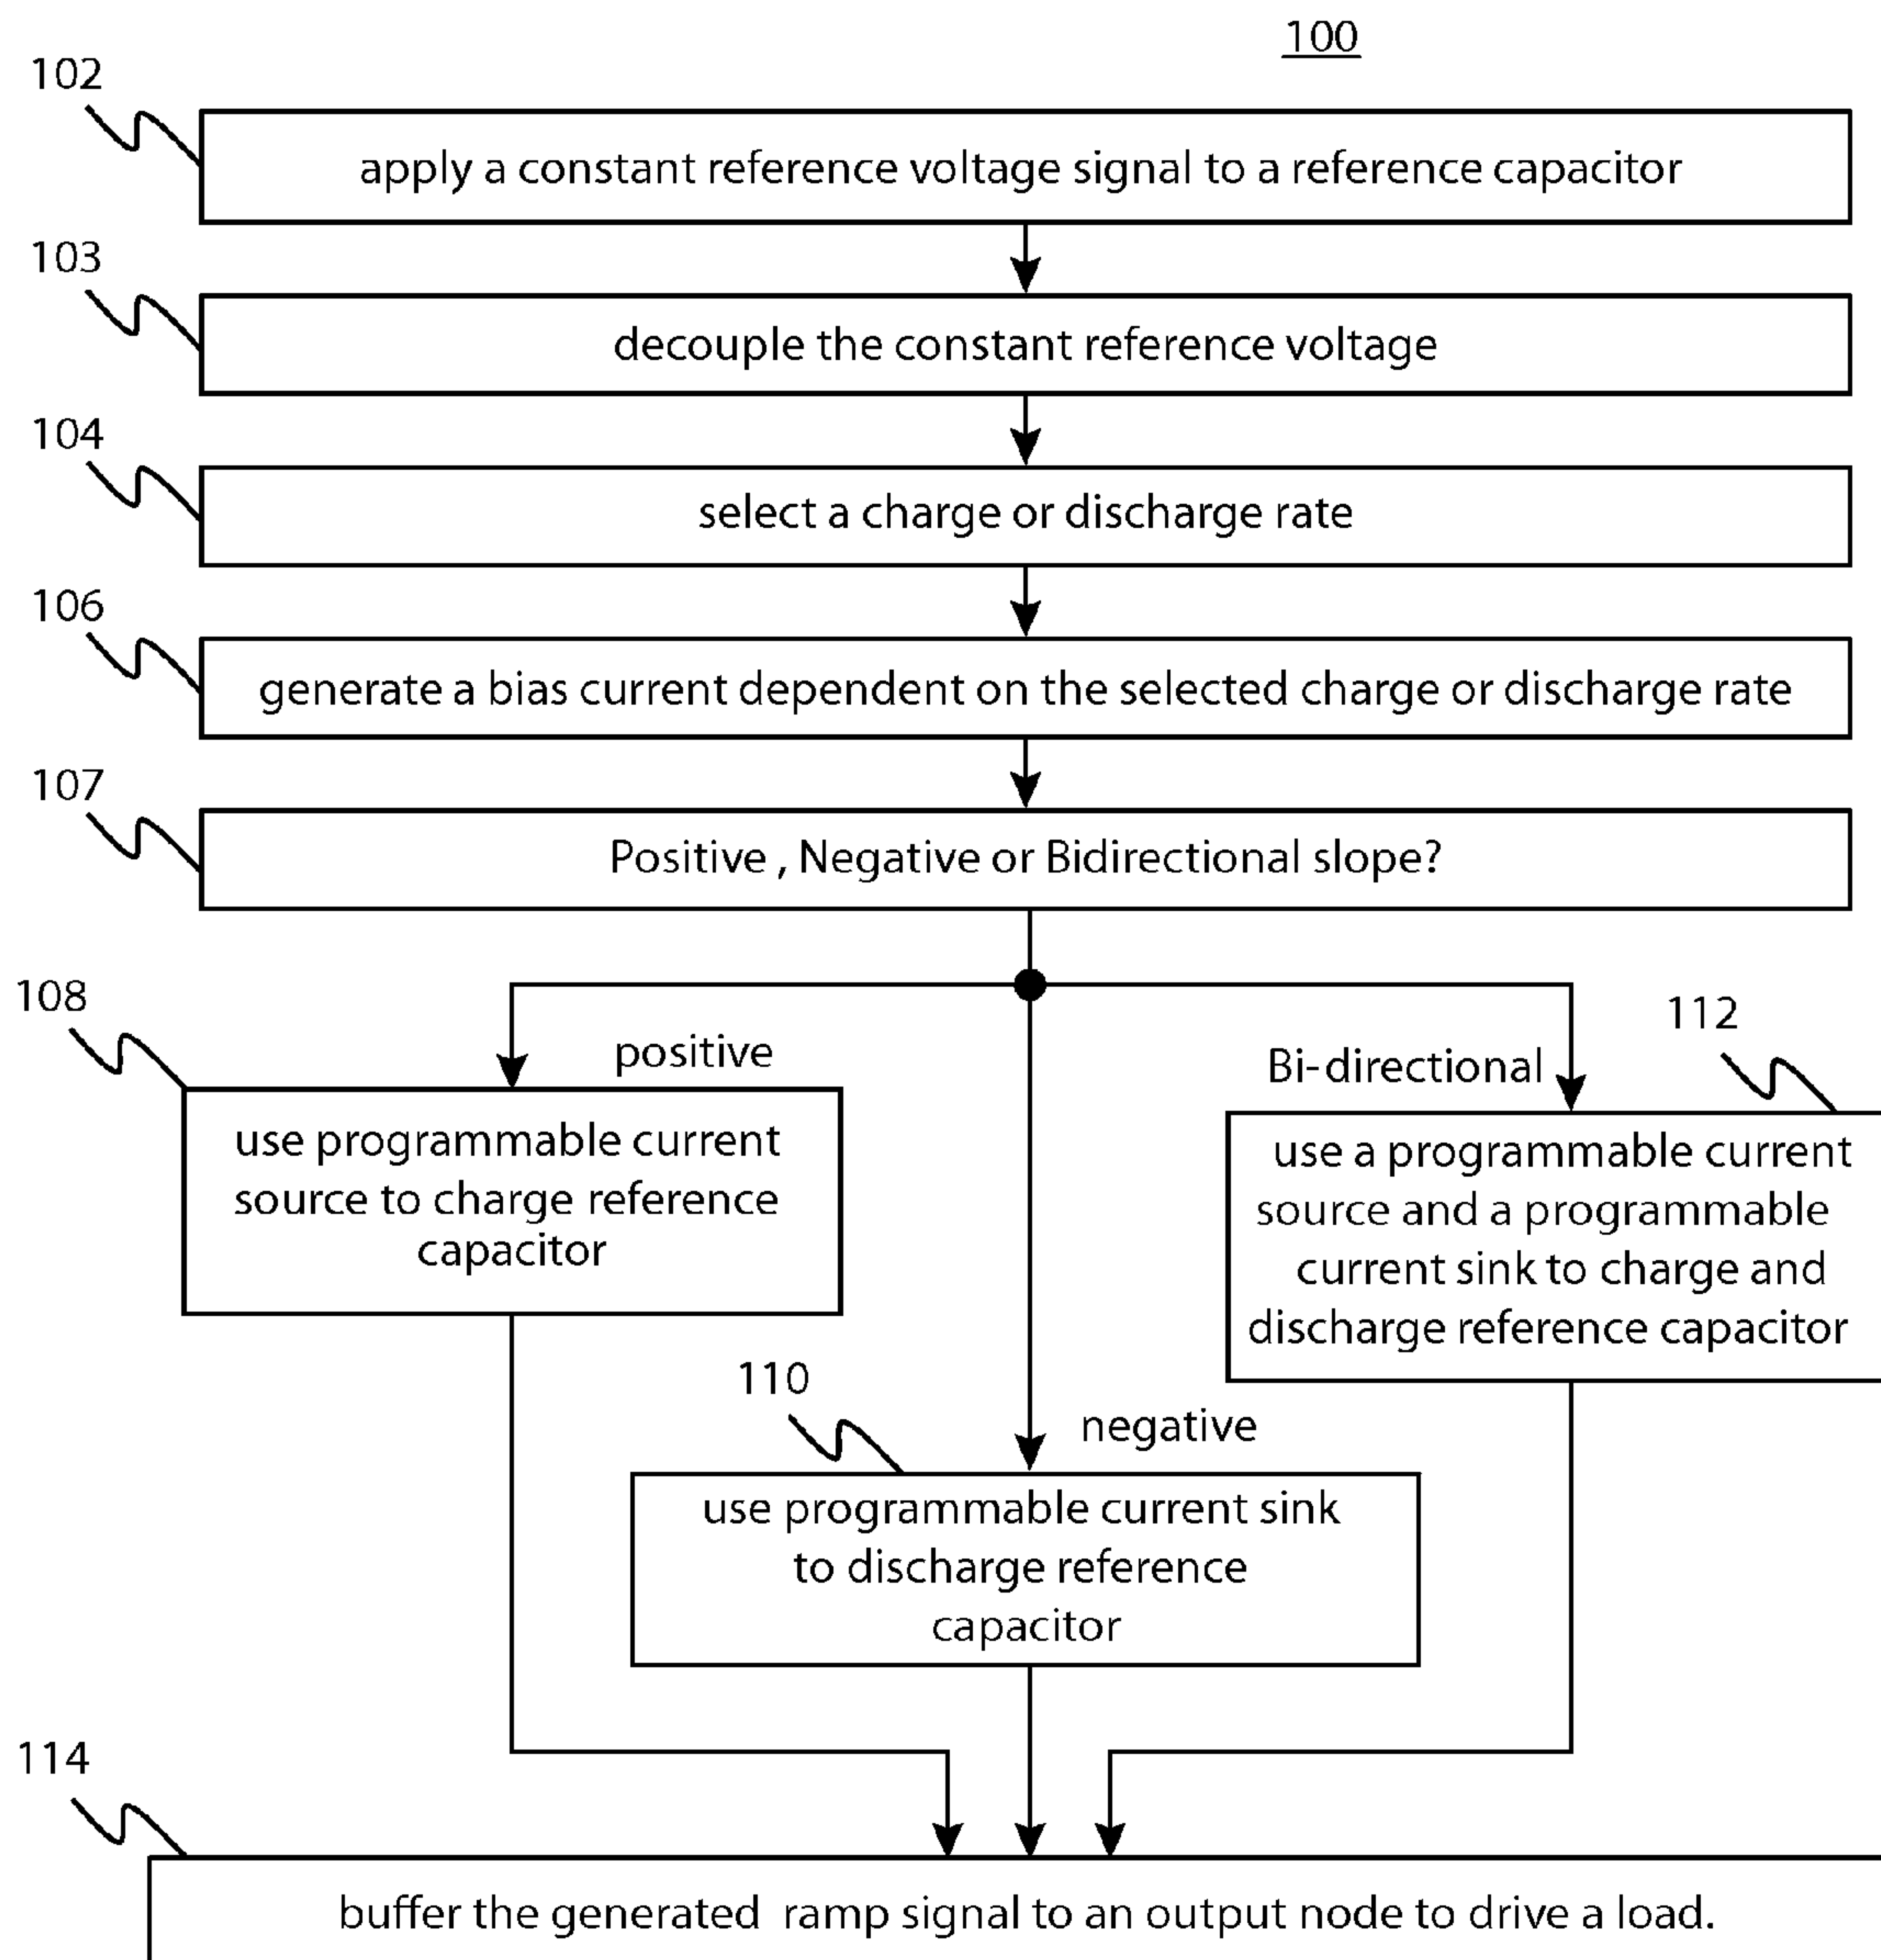 100
102
apply a constant reference voltage signal to a reference capacitor
103
decouple the constant reference voltage
104
select a charge or discharge rate
106
generate a bias current dependent on the selected charge or discharge rate
107
Positive , Negative or Bidirectional slope?
108
positive
use programmable current
source to charge reference
capacitor
112
Bi-directional
use a programmable current
source and a programmable
current sink to charge and
discharge reference capacitor
110
negative
use programmable current sink
to discharge reference
capacitor
114
buffer the generated ramp signal to an output node to drive a load.